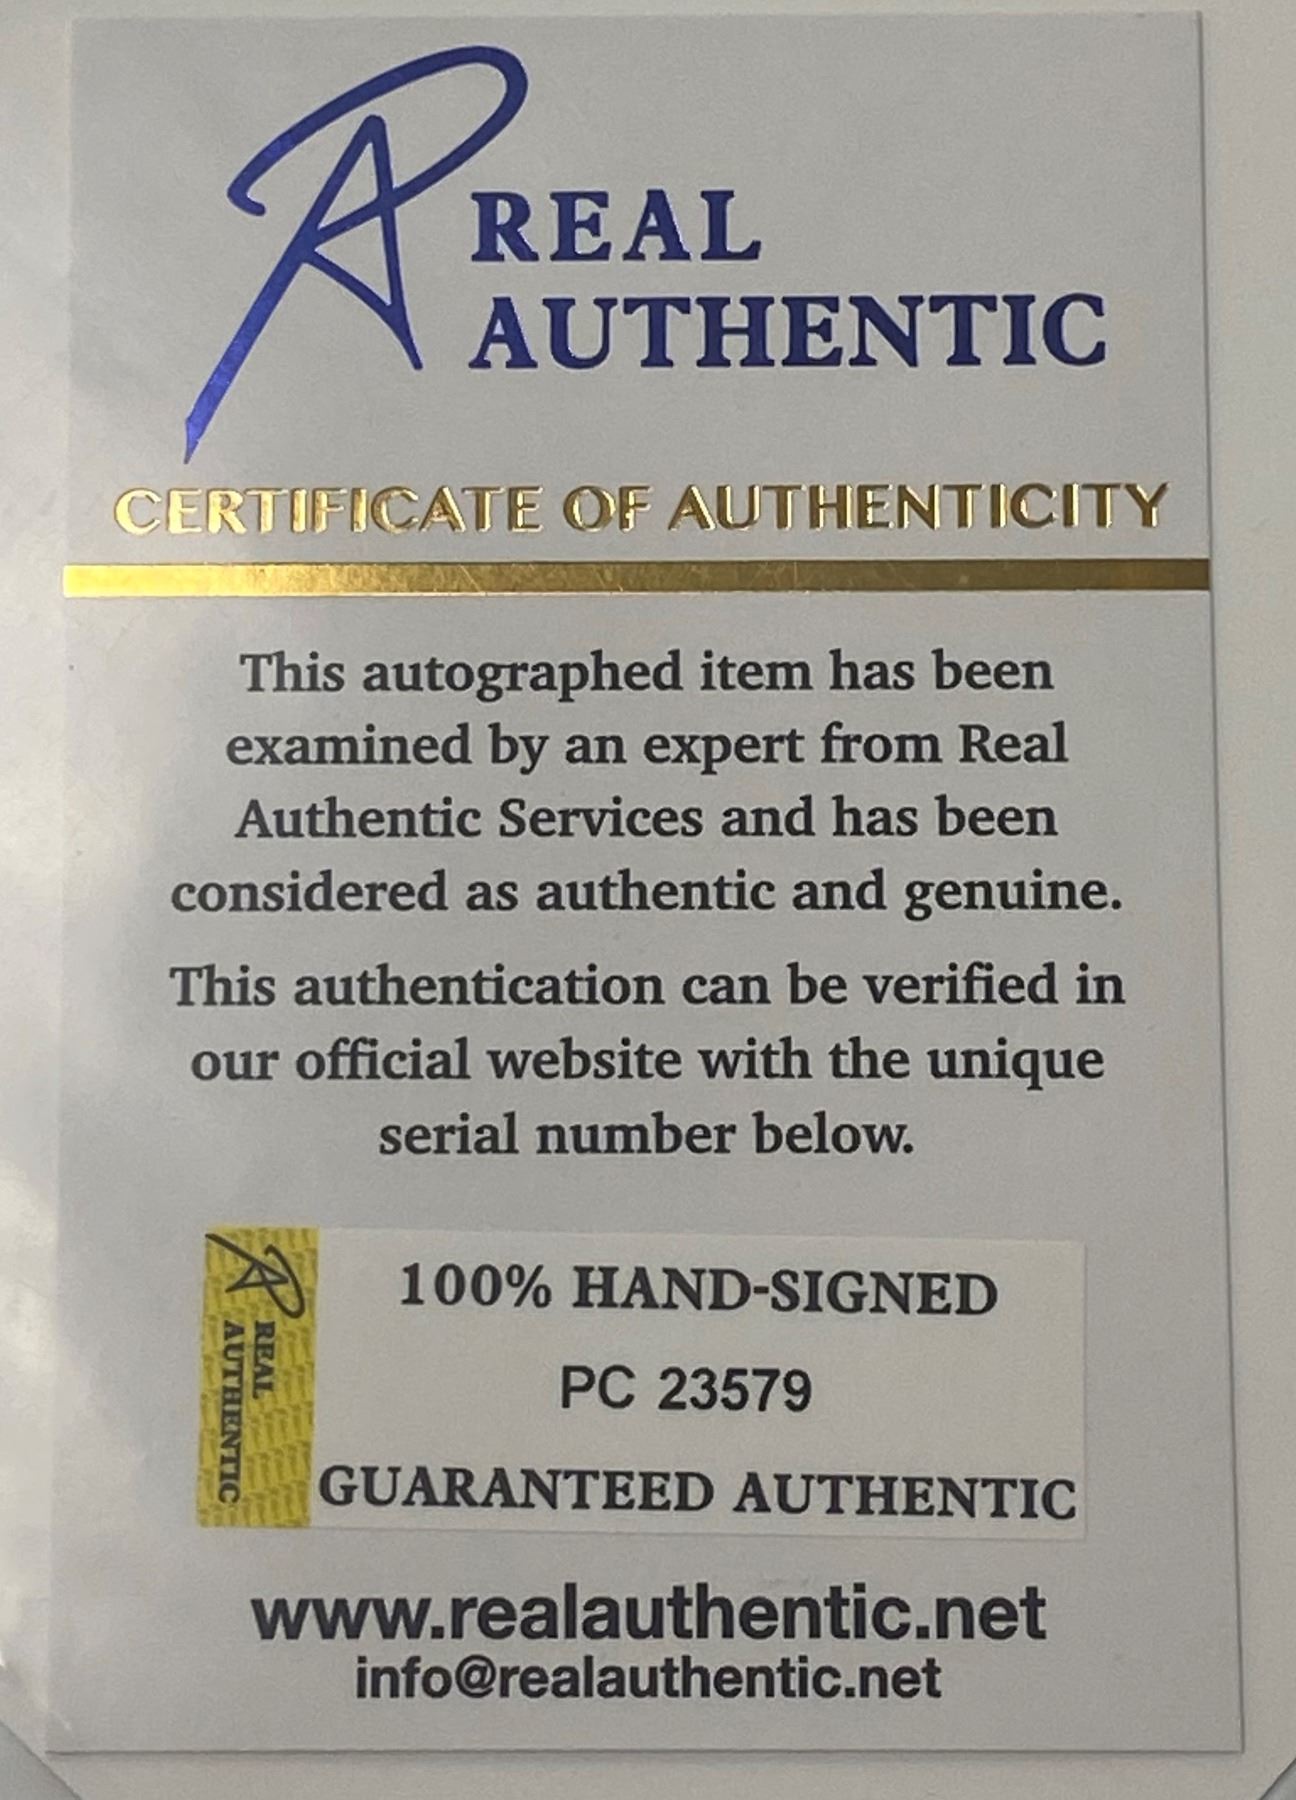 REAL
AUTHENTIC
CERTIFICATE OF AUTHENTICITY
This autographed item has been
examined by an expert from Real
Authentic Services and has been
considered as authentic and genuine.
This authentication can be verified in
our official website with the unique
serial number below.
REAL
AUTHENTIC
100% HAND-SIGNED
PC 23579
GUARANTEED AUTHENTIC
www.realauthentic.net
info@realauthentic.net